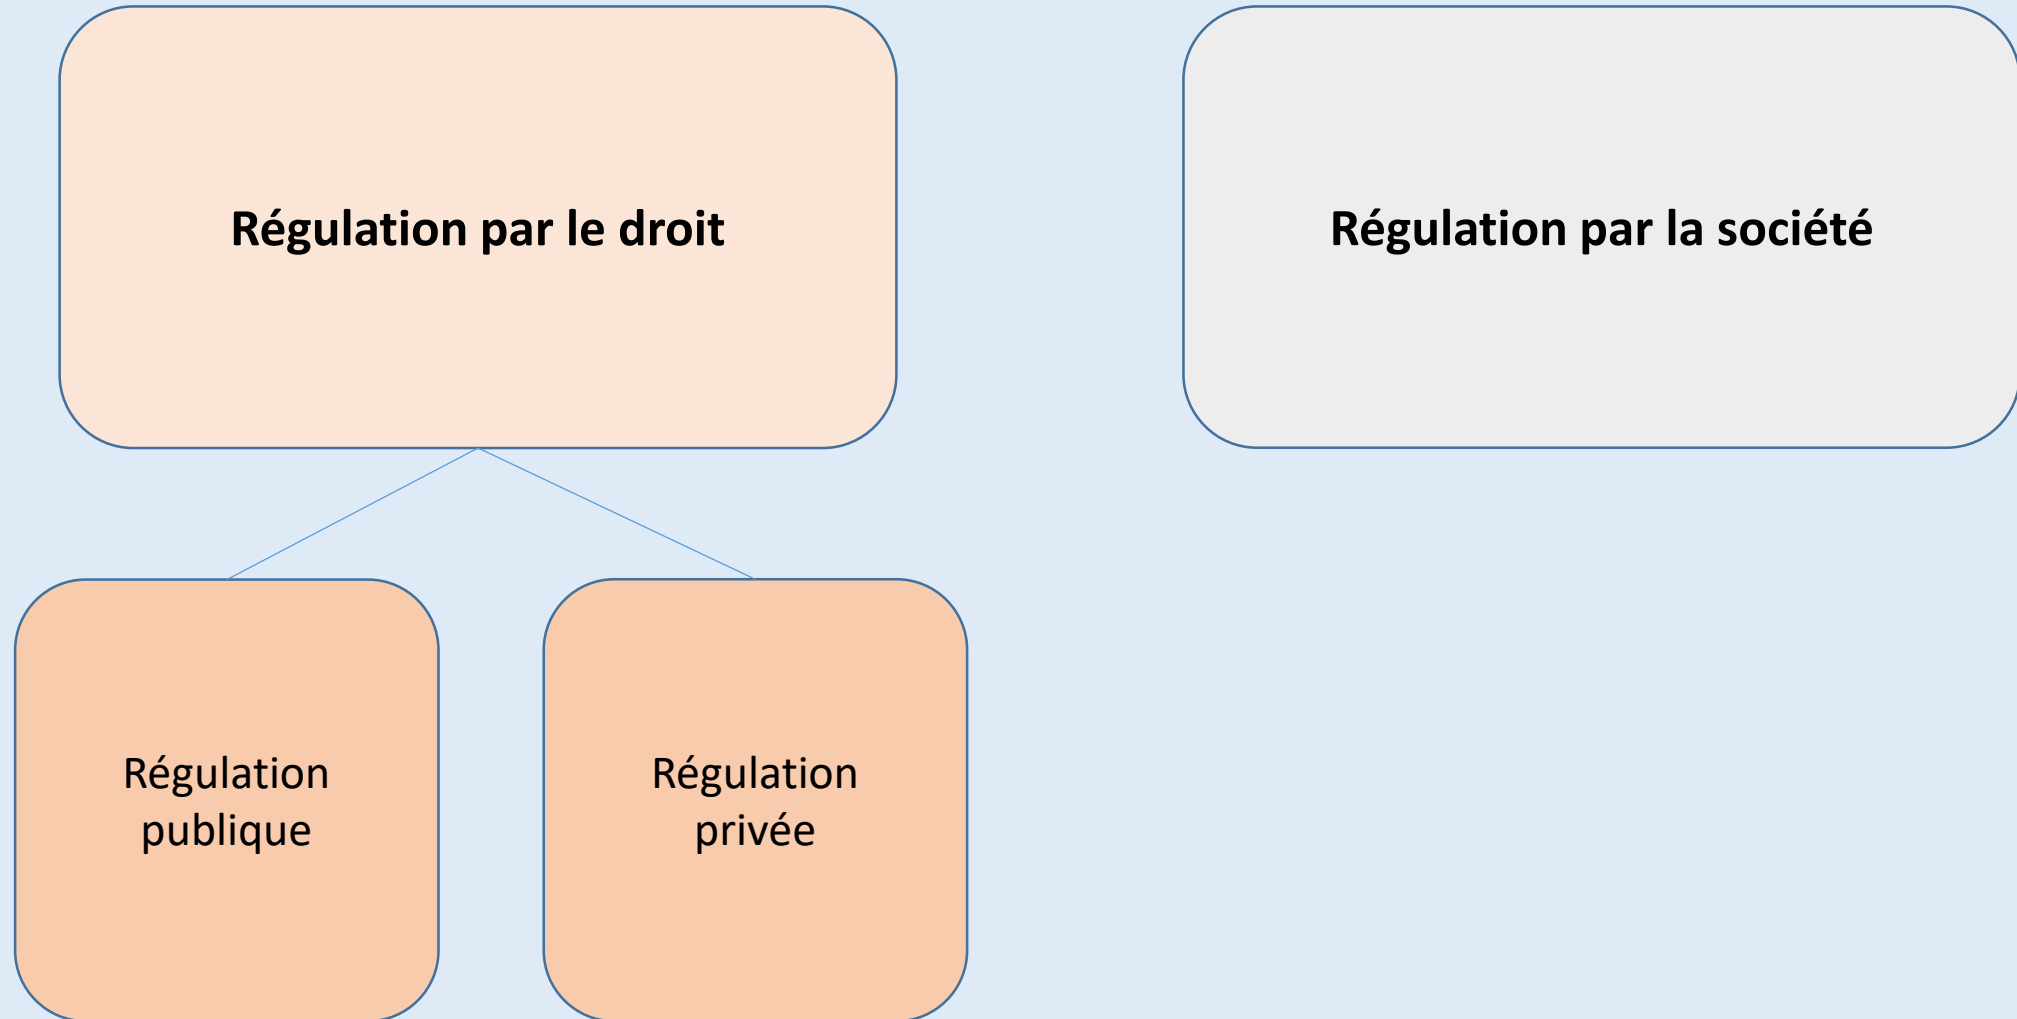 Régulation par le droit
Régulation par la société
Régulation
publique
Régulation
privée